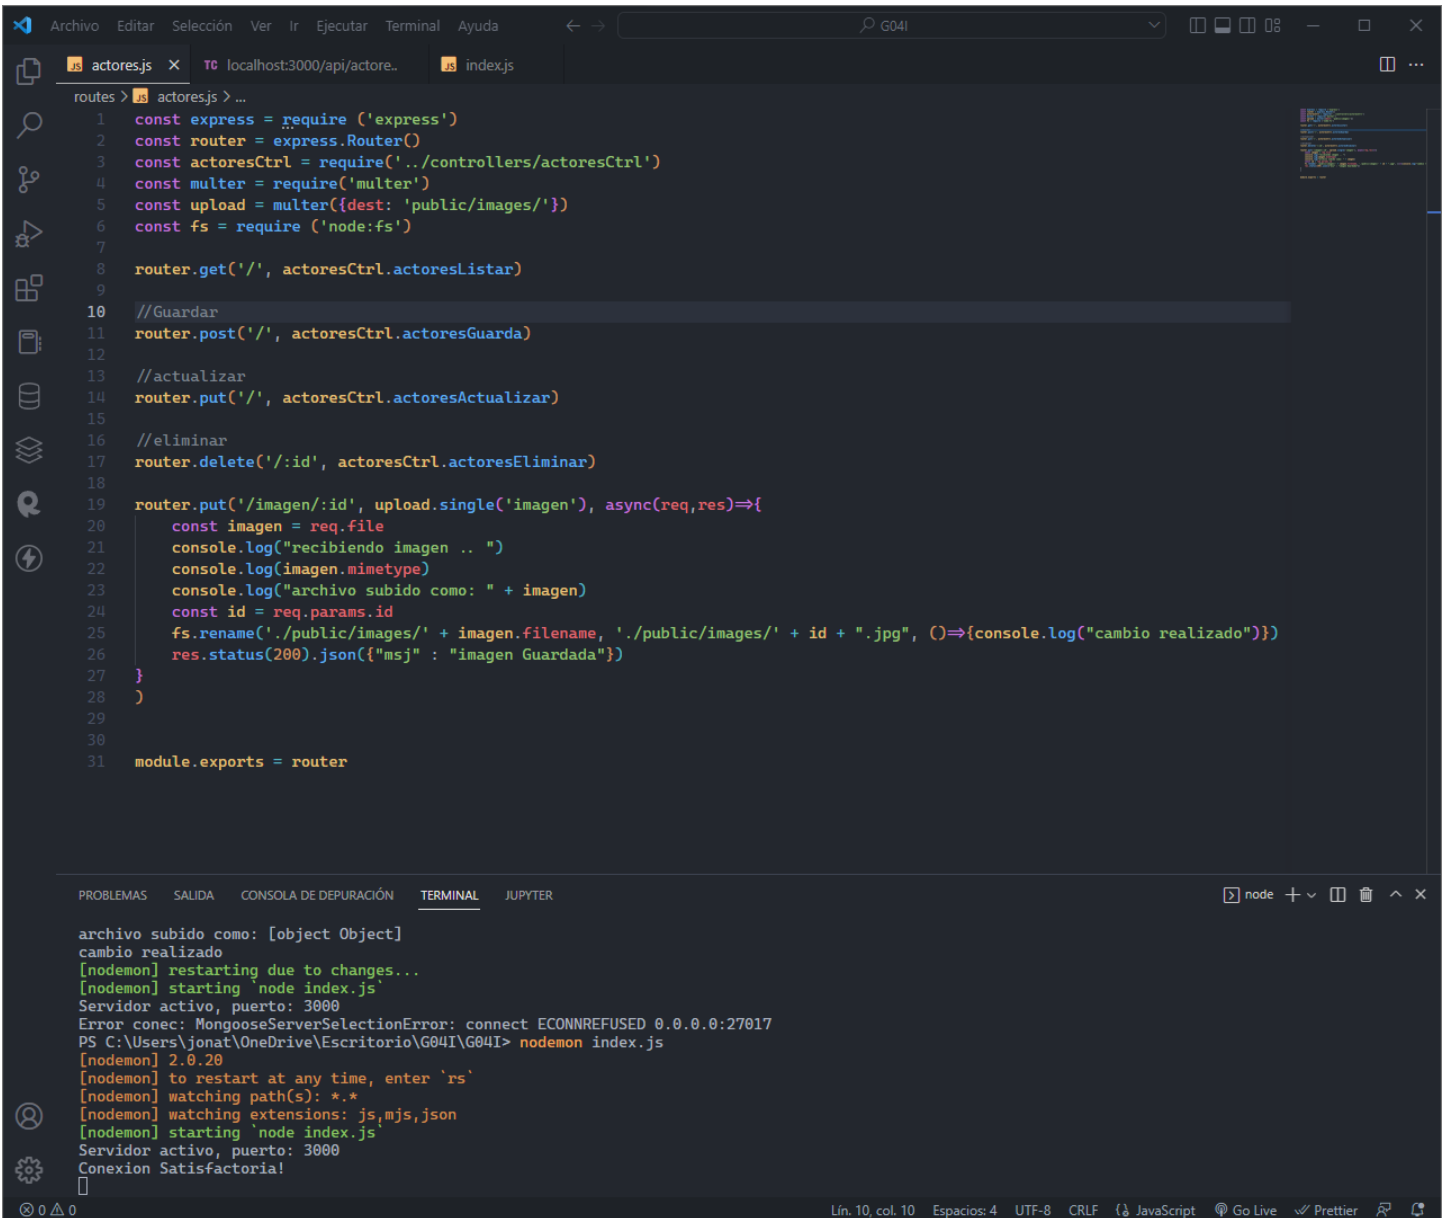 Archivo Editar Selección Ver Ir Ejecutar Terminal Ayuda G04I
JS actores.js TC localhost:3000/api/actore.. JS index.js
routes > JS actores.js > ...
1 const express = require ('express')
2 const router = express.Router()
3 const actoresCtrl = require('../controllers/actoresCtrl')
4 const multer = require('multer')
5 const upload = multer({dest: 'public/images/'})
6 const fs = require ('node:fs')
7
8 router.get('/', actoresCtrl.actoresListar)
9
10 //Guardar
11 router.post('/', actoresCtrl.actoresGuarda)
12
13 //actualizar
14 router.put('/', actoresCtrl.actoresActualizar)
15
16 //eliminar
17 router.delete('/:id', actoresCtrl.actoresEliminar)
18
19 router.put('/imagen/:id', upload.single('imagen'), async(req,res)=>{
20 const imagen = req.file
21 console.log("recibiendo imagen .. ")
22 console.log(imagen.mimetype)
23 console.log("archivo subido como: " + imagen)
24 const id = req.params.id
25 fs.rename('./public/images/' + imagen.filename, './public/images/' + id + ".jpg", ()=>{console.log("cambio realizado")})
26 res.status(200).json({"msj" : "imagen Guardada"})
27 }
28 )
29
30
31 module.exports = router
PROBLEMAS SALIDA CONSOLA DE DEPURACIÓN TERMINAL JUPYTER node
archivo subido como: [object Object]
cambio realizado
[nodemon] restarting due to changes...
[nodemon] starting `node index.js`
Servidor activo, puerto: 3000
Error conec: MongooseServerSelectionError: connect ECONNREFUSED 0.0.0.0:27017
PS C:\Users\jonat\OneDrive\Escritorio\G04I\G04I> nodemon index.js
[nodemon] 2.0.20
[nodemon] to restart at any time, enter `rs`
[nodemon] watching path(s): *.*
[nodemon] watching extensions: js,mjs,json
[nodemon] starting `node index.js`
Servidor activo, puerto: 3000
Conexion Satisfactoria!
0 0 Lín. 10, col. 10 Espacios: 4 UTF-8 CRLF JavaScript Go Live Prettier